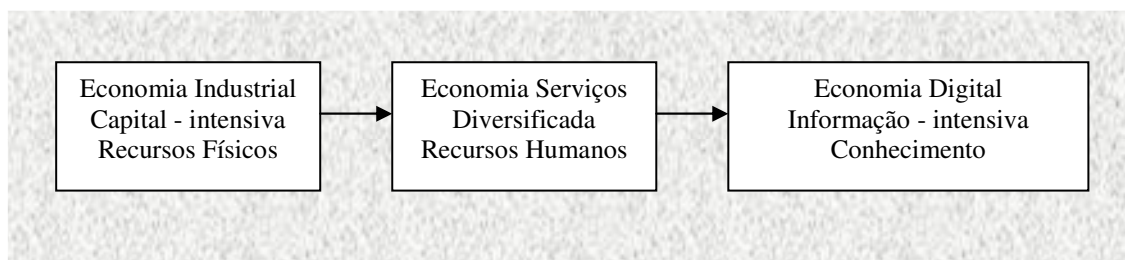 Economia Industrial
Capital - intensiva
Recursos Físicos
Economia Serviços
Diversificada
Recursos Humanos
Economia Digital
Informação - intensiva
Conhecimento